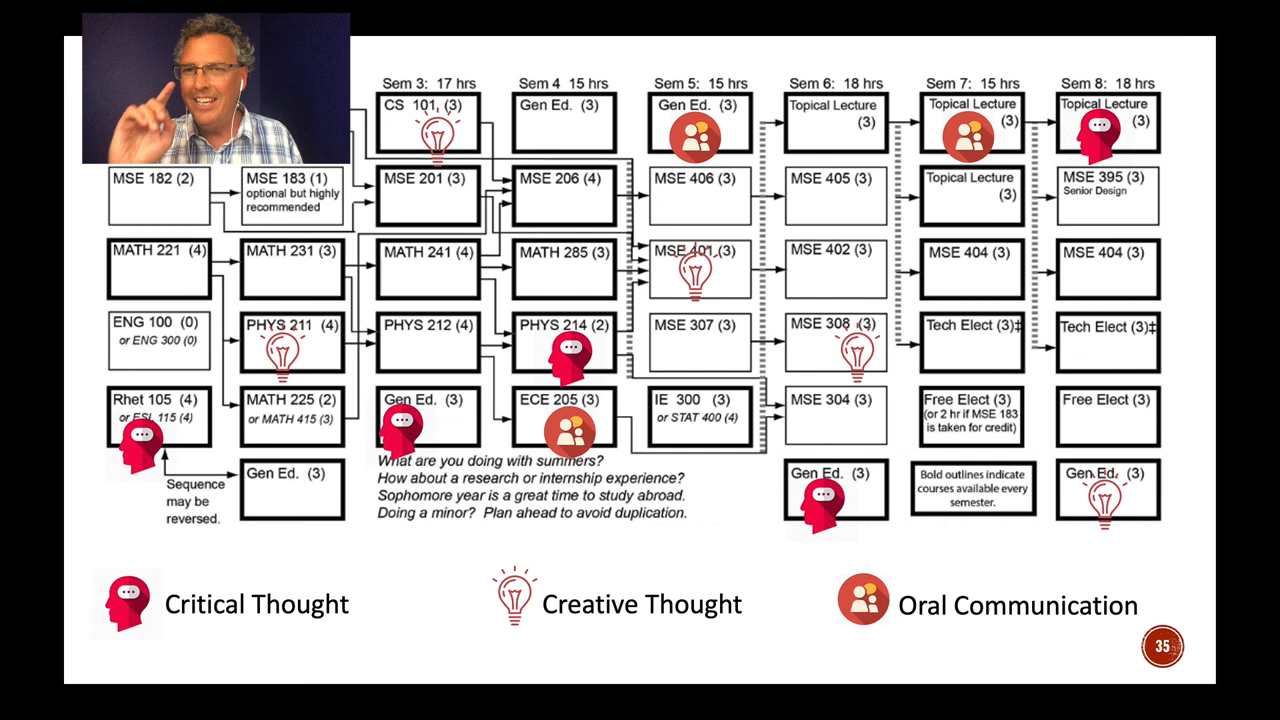 Sem 3: 17 hrs
Sem 4 15 hrs
Sem 5: 15 hrs
Sem 6: 18 hrs
Sem 7: 15 hrs
Sem 8: 18 hrs
CS 101 (3)
Gen Ed. (3)
Gen Ed. (3)
Topical Lecture
(3)
Topical Lecture
(3)
Topical Lecture
(3)
MSE 182 (2)
MSE 183 (1)
optional but highly
recommended
MSE 201 (3)
MSE 206 (4)
MSE 406 (3)
MSE 405 (3)
Topical Lecture
(3)
MSE 395 (3)
Senior Design
MATH 221 (4)
MATH 231 (3)
MATH 241 (4)
MATH 285 (3)
MSE 401 (3)
MSE 402 (3)
MSE 404 (3)
MSE 404 (3)
ENG 100 (0)
or ENG 300 (0)
PHYS 211 (4)
PHYS 212 (4)
PHYS 214 (2)
MSE 307 (3)
MSE 308 (3)
Tech Elect (3)‡
Tech Elect (3)‡
Rhet 105 (4)
or ESL 115 (4)
MATH 225 (2)
or MATH 415 (3)
Gen Ed. (3)
ECE 205 (3)
IE 300 (3)
or STAT 400 (4)
MSE 304 (3)
Free Elect (3)
(or 2 hr if MSE 183
is taken for credit)
Free Elect (3)
Sequence
may be
reversed.
Gen Ed. (3)
What are you doing with summers?
How about a research or internship experience?
Sophomore year is a great time to study abroad.
Doing a minor? Plan ahead to avoid duplication.
Gen Ed. (3)
Bold outlines indicate
courses available every
semester.
Gen Ed. (3)
Critical Thought
Creative Thought
Oral Communication
35